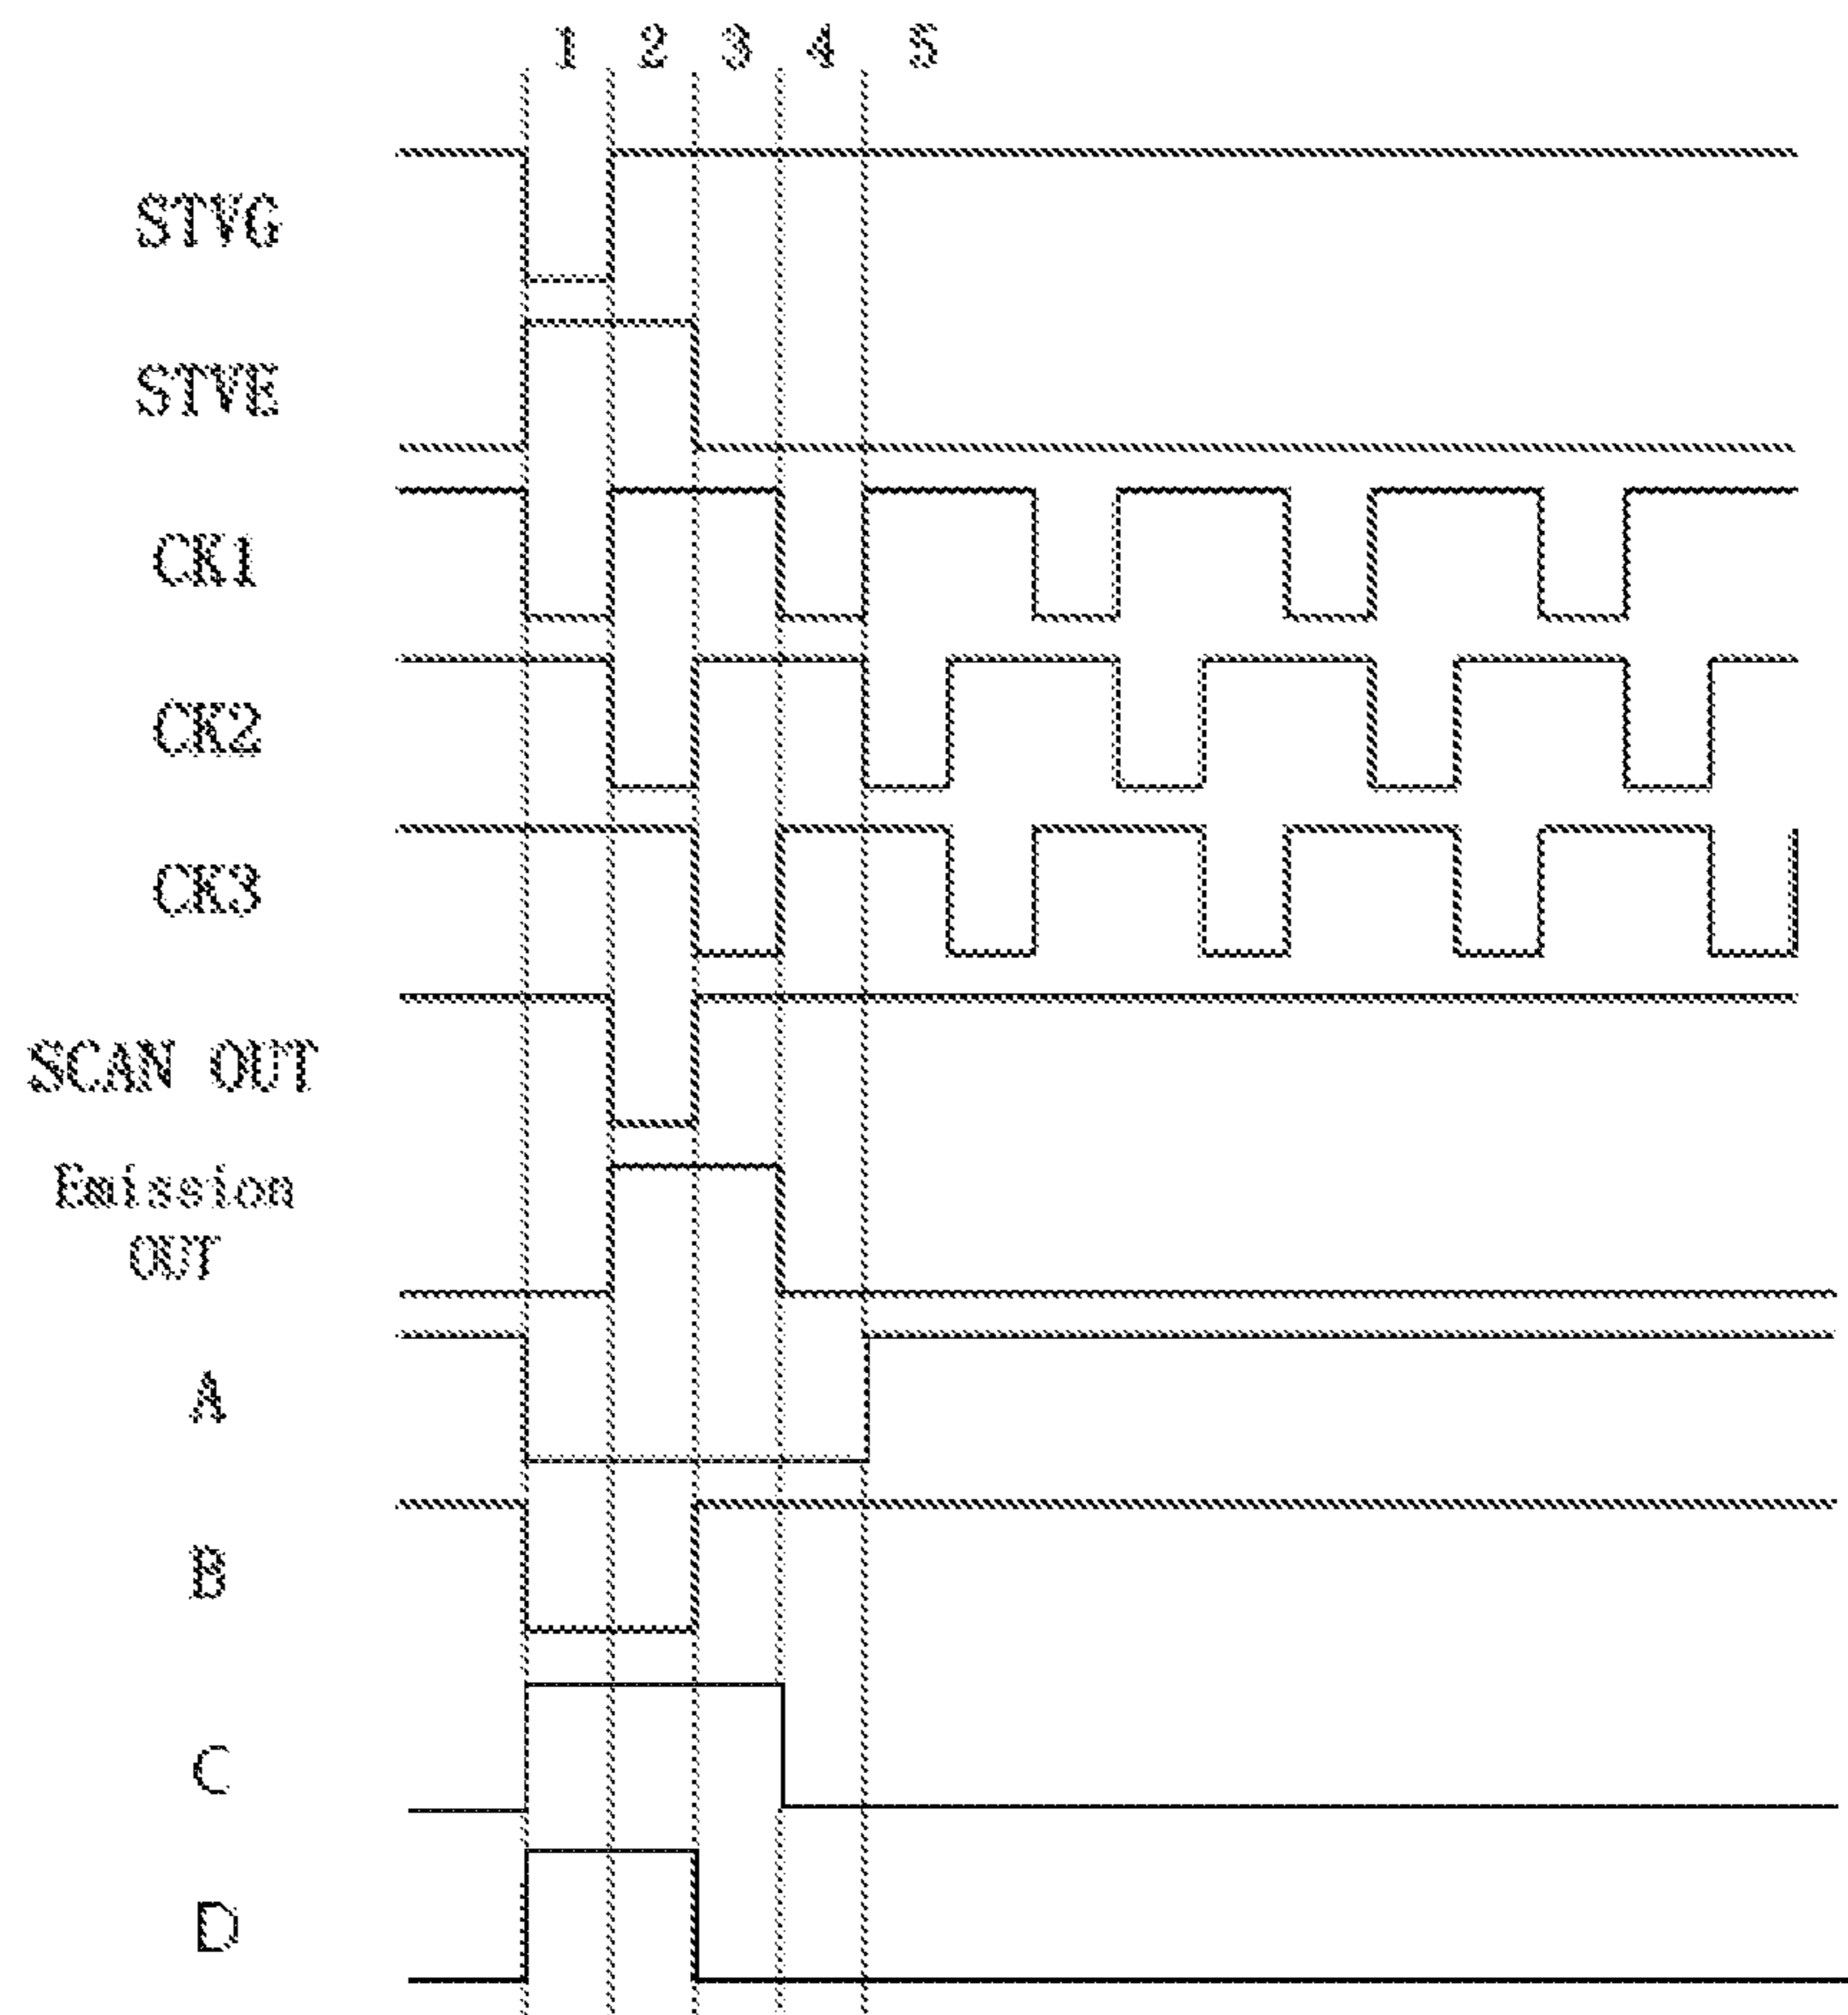 1 2 3 4 5
STVG
STVE
CK1
CK2
CK3
SCAN OUT
Emission
OUT
A
B
C
D